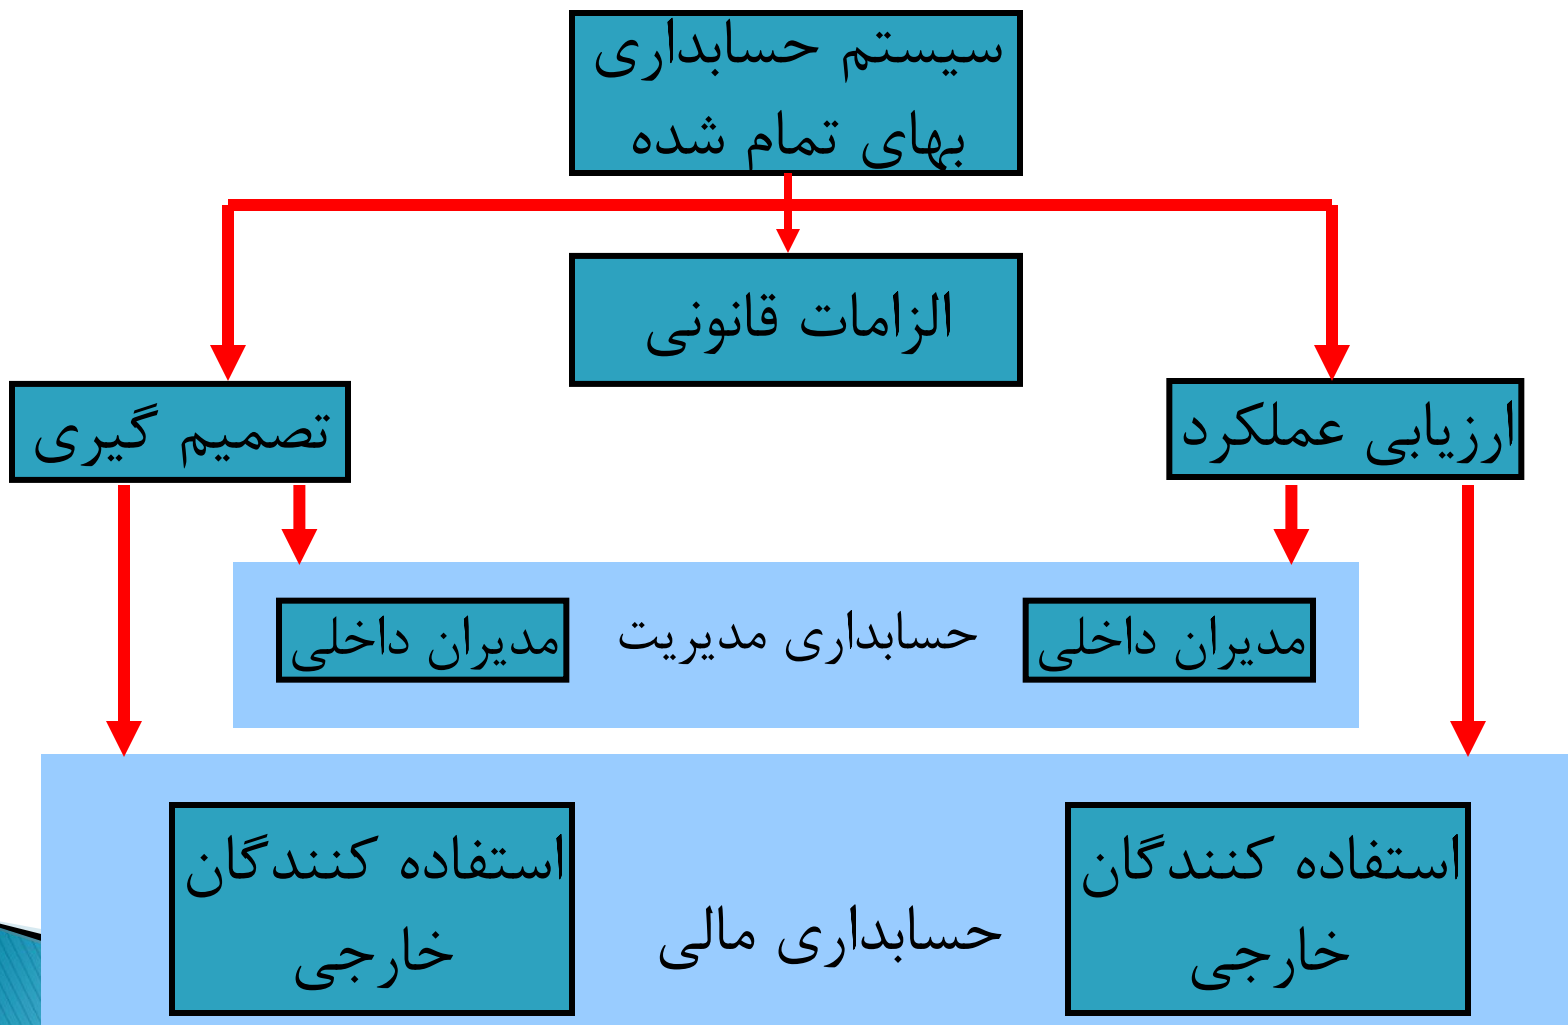 سیستم حسابداری
بهای تمام شده
الزامات قانونی
ارزیابی عملکرد
تصمیم گیری
مدیران داخلی
حسابداری مدیریت
مدیران داخلی
استفاده کنندگان
خارجی
حسابداری مالی
استفاده کنندگان
خارجی